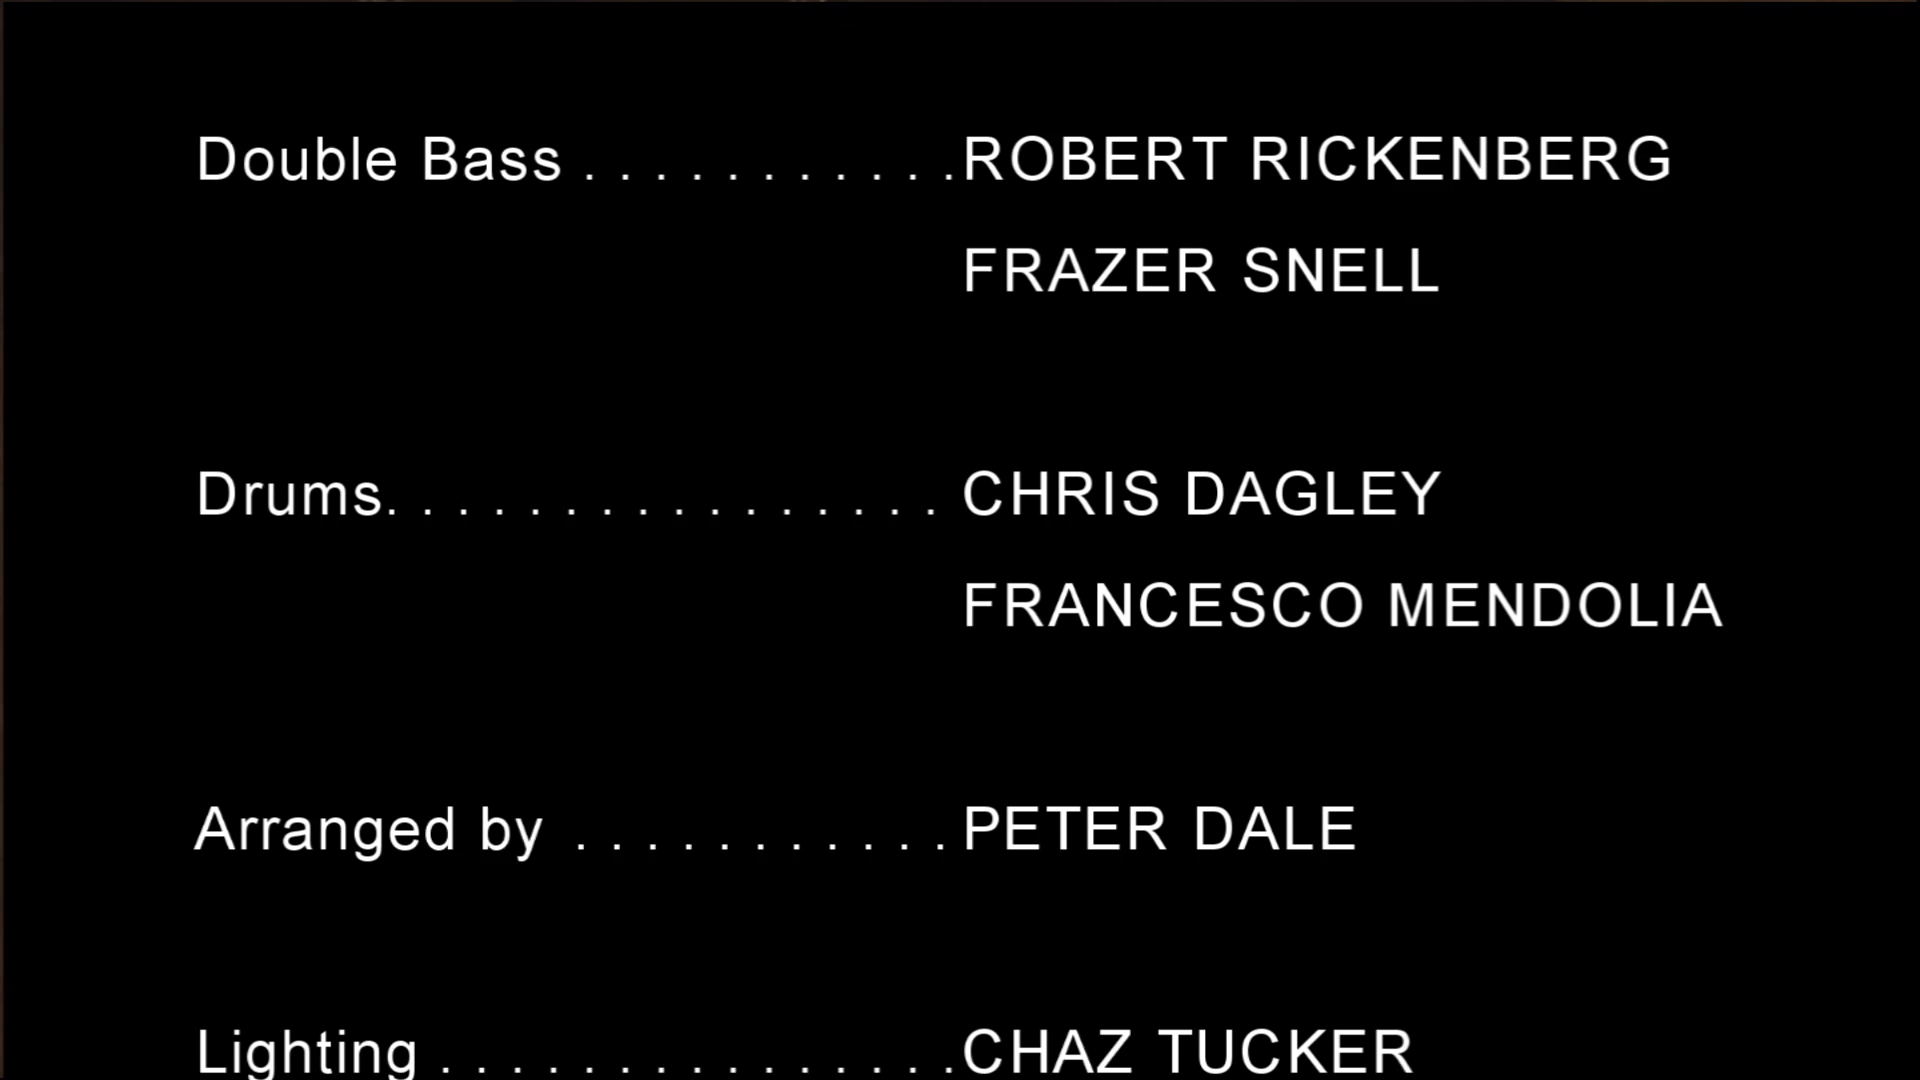 Double Bass . . . . . . . . . . .ROBERT RICKENBERG
FRAZER SNELL
Drums. . . . . . . . . . . . . . . . CHRIS DAGLEY
FRANCESCO MENDOLIA
Arranged by . . . . . . . . . . .PETER DALE
Lighting . . . . . . . . . . . . . . .CHAZ TUCKER